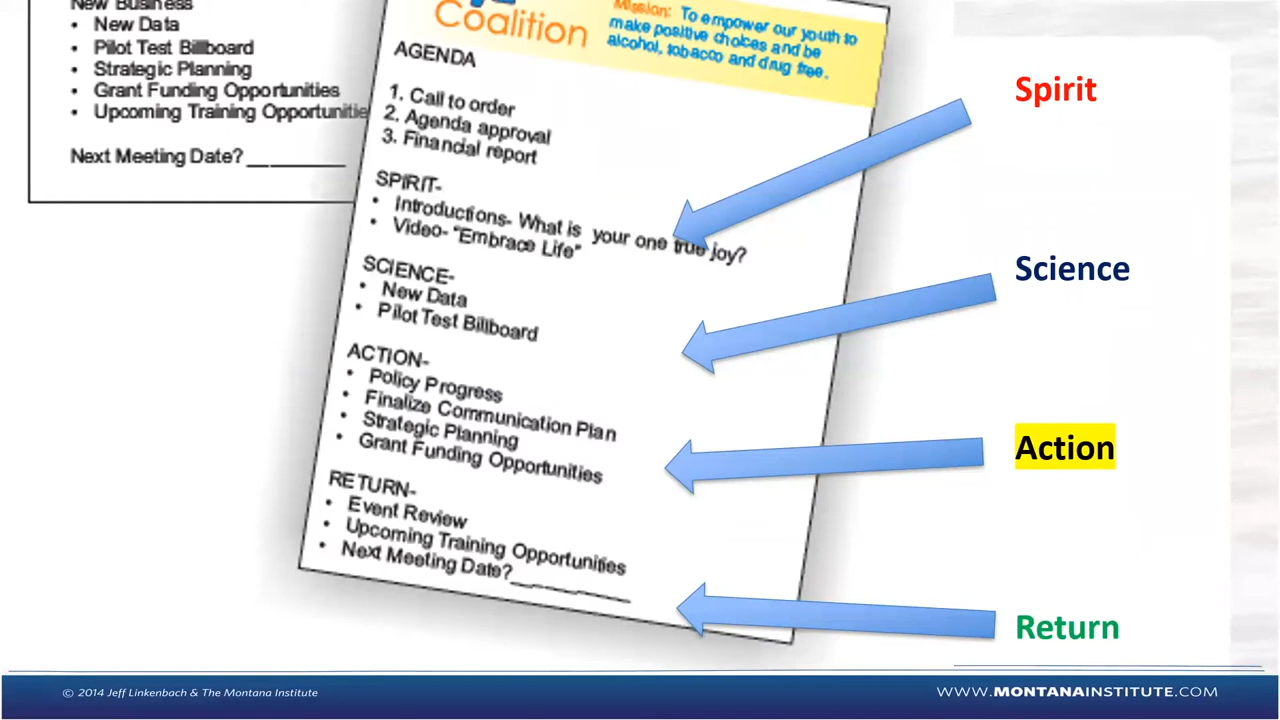 New Business
• New Data
• Pilot Test Billboard
• Strategic Planning
• Grant Funding Opportunities
• Upcoming Training Opportunitie
Next Meeting Date? _________
Coalition
Mission: To empower our youth to
make positive choices and be
alcohol, tobacco and drug free.
AGENDA
1. Call to order
2. Agenda approval
3. Financial report
SPIRIT-
• Introductions- What is your one true joy?
• Video- "Embrace Life"
SCIENCE-
• New Data
• Pilot Test Billboard
ACTION-
• Policy Progress
• Finalize Communication Plan
• Strategic Planning
• Grant Funding Opportunities
RETURN-
• Event Review
• Upcoming Training Opportunities
• Next Meeting Date?___________
Spirit
Science
Action
Return
© 2014 Jeff Linkenbach & The Montana Institute
WWW.MONTANAINSTITUTE.COM